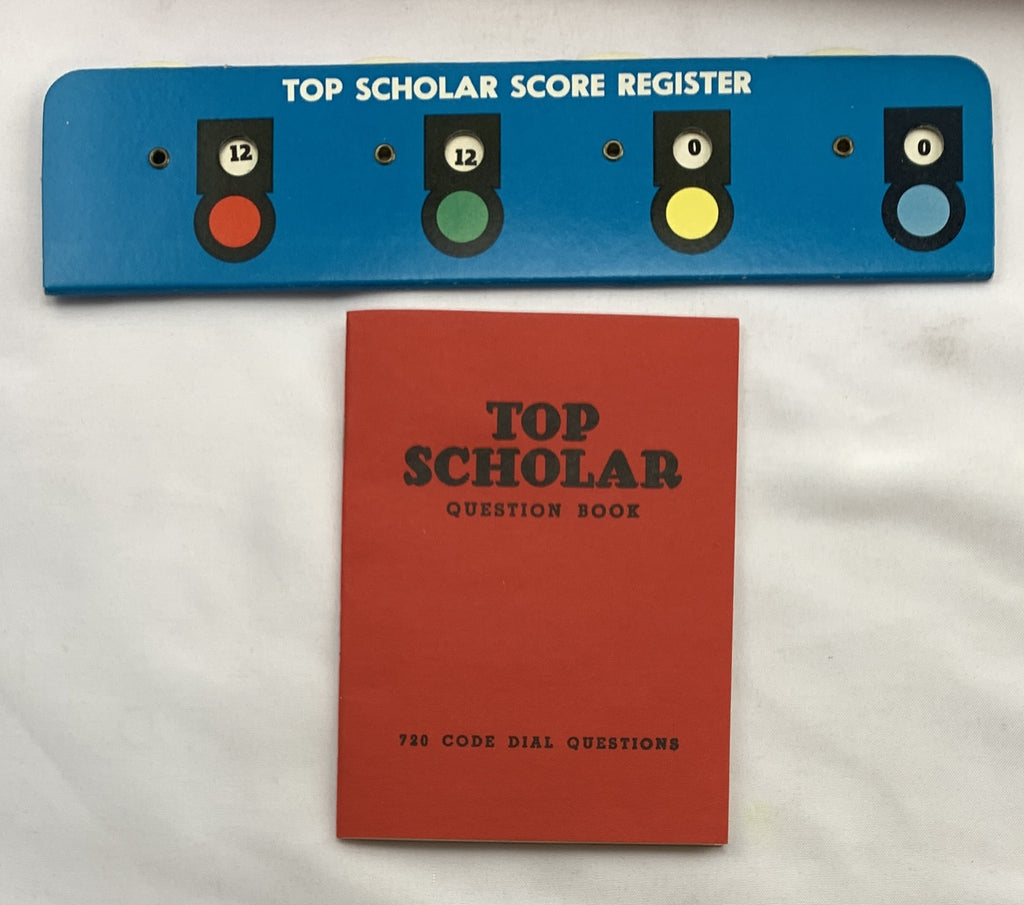 TOP SCHOLAR SCORE REGISTER
12 12 0 0
TOP
SCHOLAR
QUESTION BOOK
720 CODE DIAL QUESTIONS